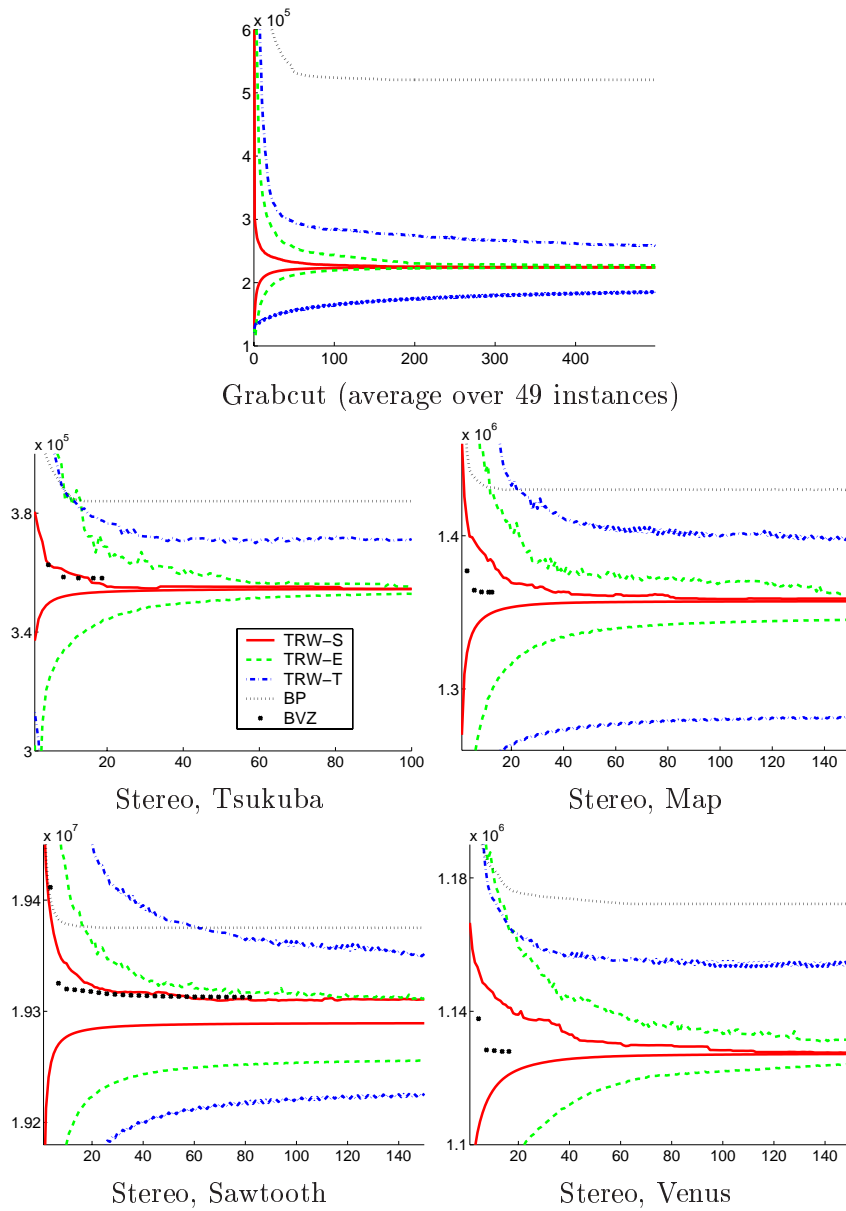 x 10^5
6
5
4
3
2
1
0 100 200 300 400
Grabcut (average over 49 instances)
x 10^5
3.8
3.4
3
20 40 60 80 100
TRW-S
TRW-E
TRW-T
BP
BVZ
Stereo, Tsukuba
x 10^6
1.4
1.3
20 40 60 80 100 120 140
Stereo, Map
x 10^7
1.94
1.93
1.92
20 40 60 80 100 120 140
Stereo, Sawtooth
x 10^6
1.18
1.14
1.1
20 40 60 80 100 120 140
Stereo, Venus